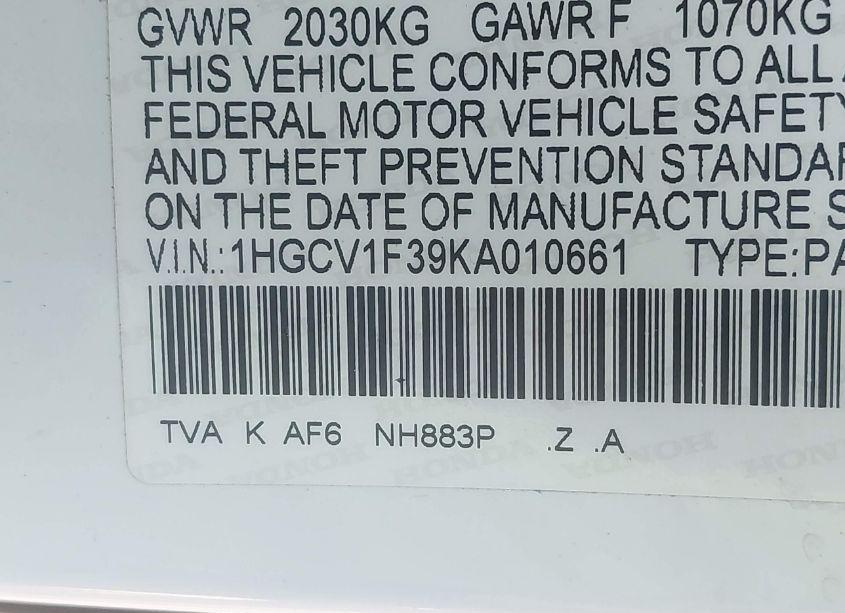 GVWR 2030KG GAWR F 1070KG
THIS VEHICLE CONFORMS TO ALL
FEDERAL MOTOR VEHICLE SAFETY
AND THEFT PREVENTION STANDAR
ON THE DATE OF MANUFACTURE S
V.I.N.:1HGCV1F39KA010661 TYPE:PA
TVA K AF6 NH883P .Z .A